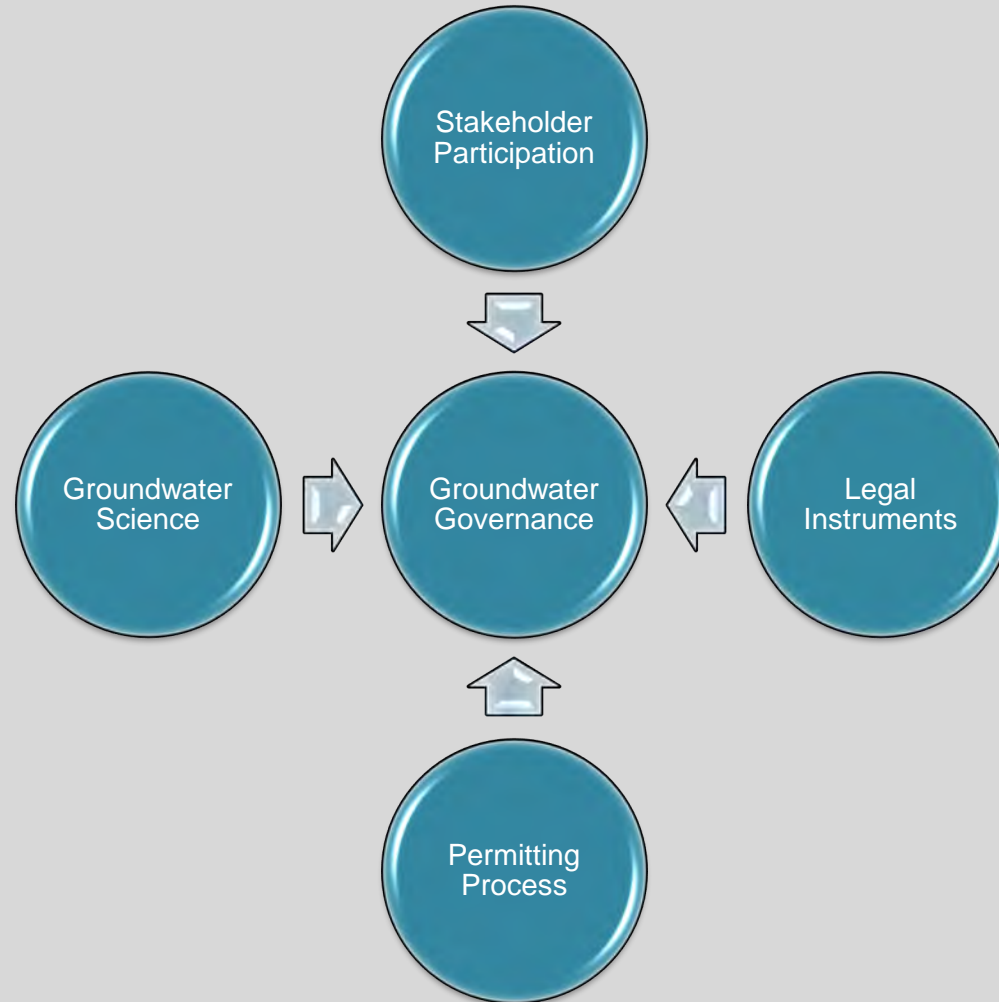 Stakeholder
Participation
Groundwater
Science
Groundwater
Governance
Legal
Instruments
Permitting
Process